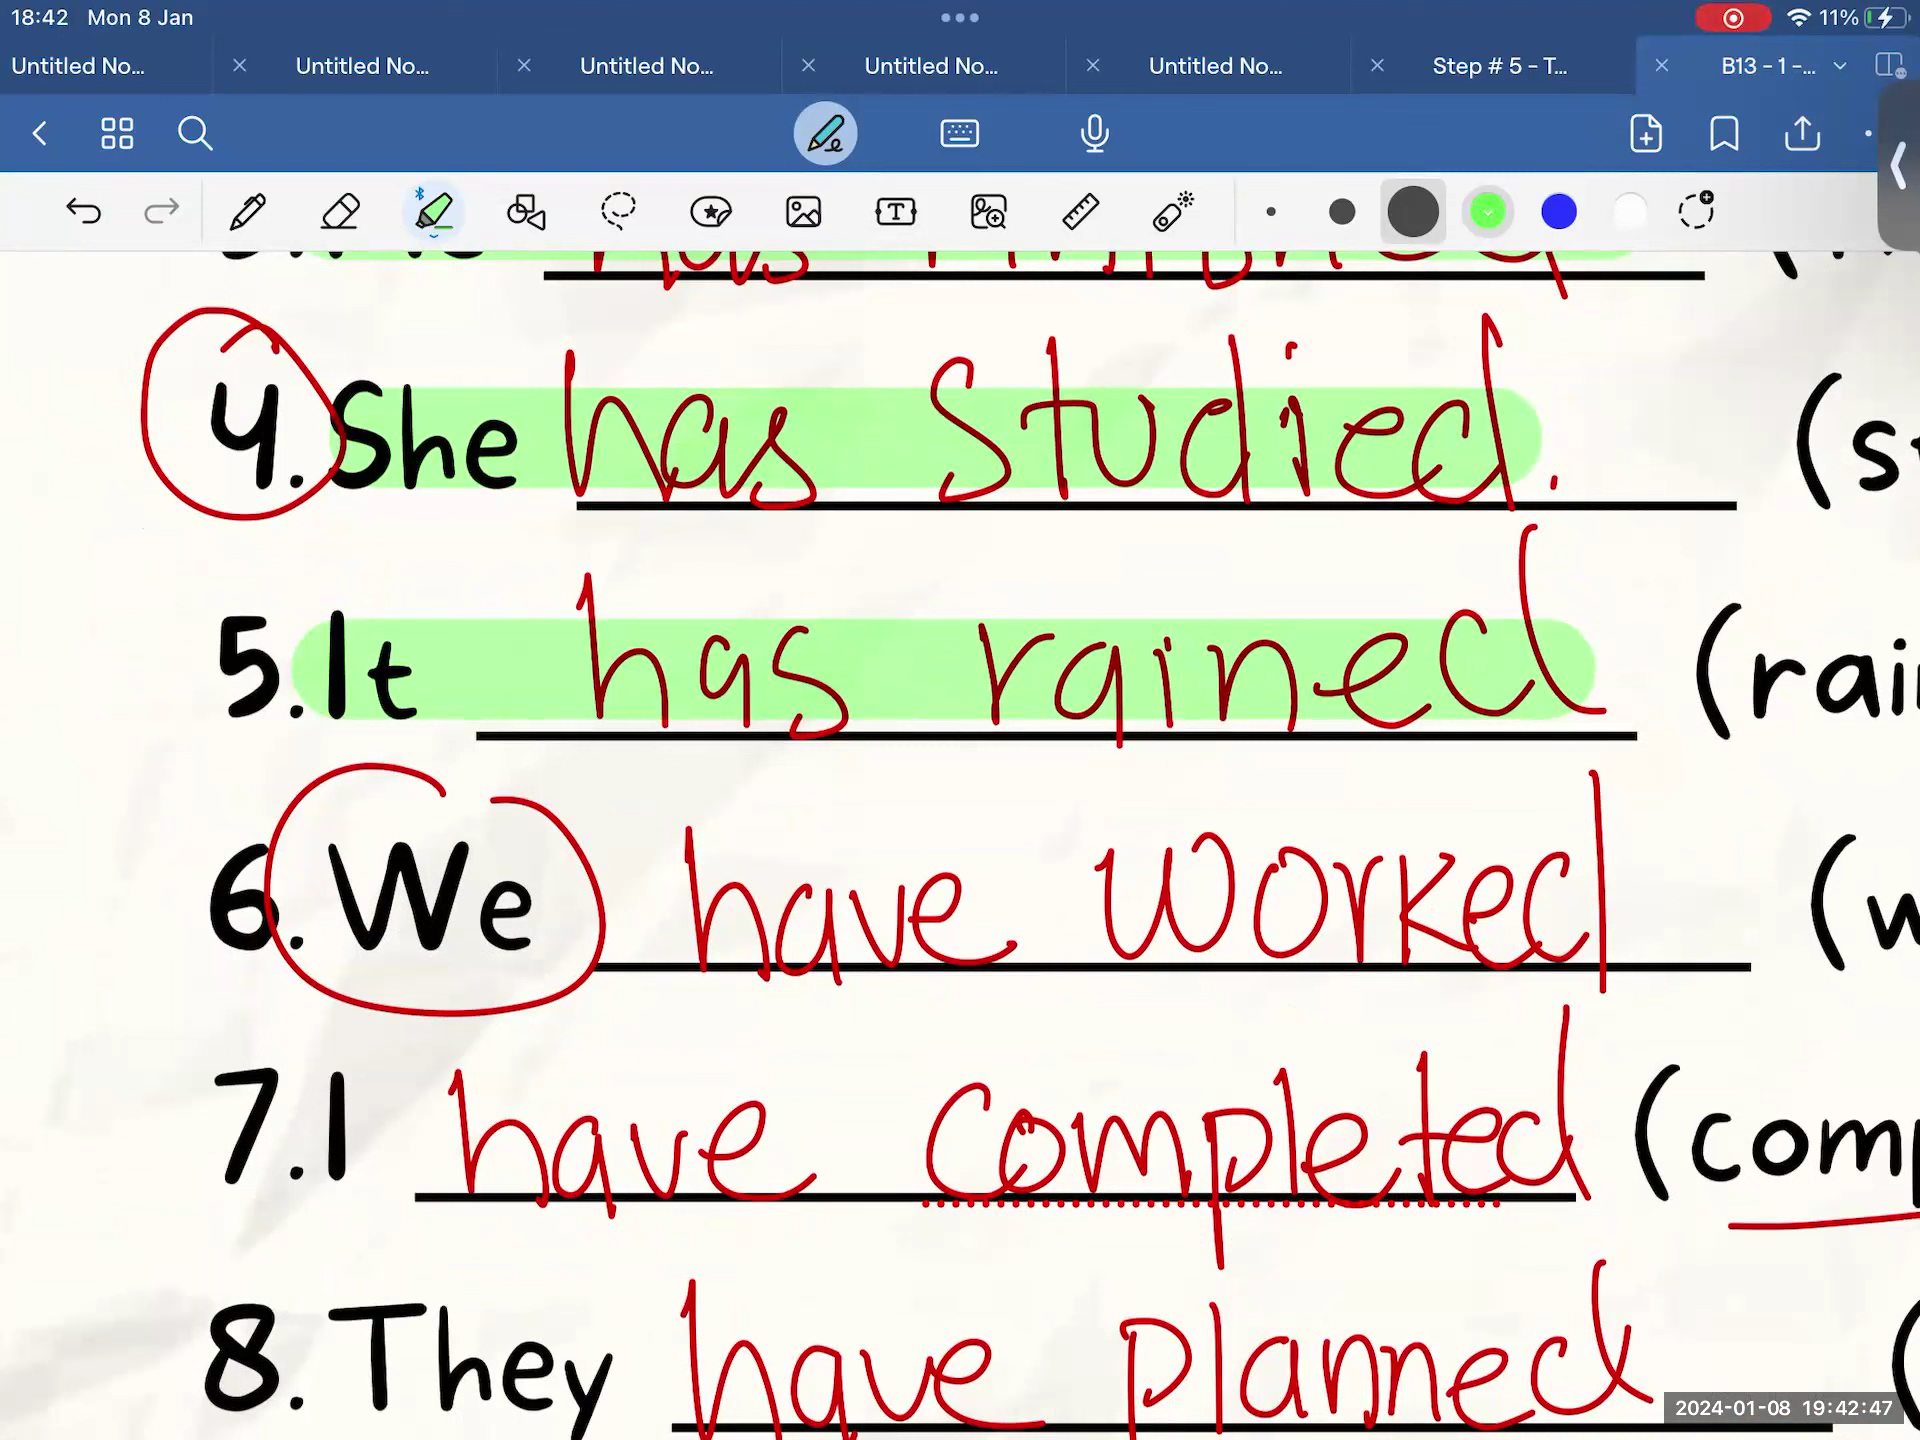 18:42 Mon 8 Jan 11%
Untitled No... Untitled No... Untitled No... Untitled No... Untitled No... Step # 5 - T... B13 - 1 -...
has
4. She has studied. (s
5. It has rained (rai
6. We have worked (w
7. I have completed (comp
8. They have planned (
2024-01-08 19:42:47